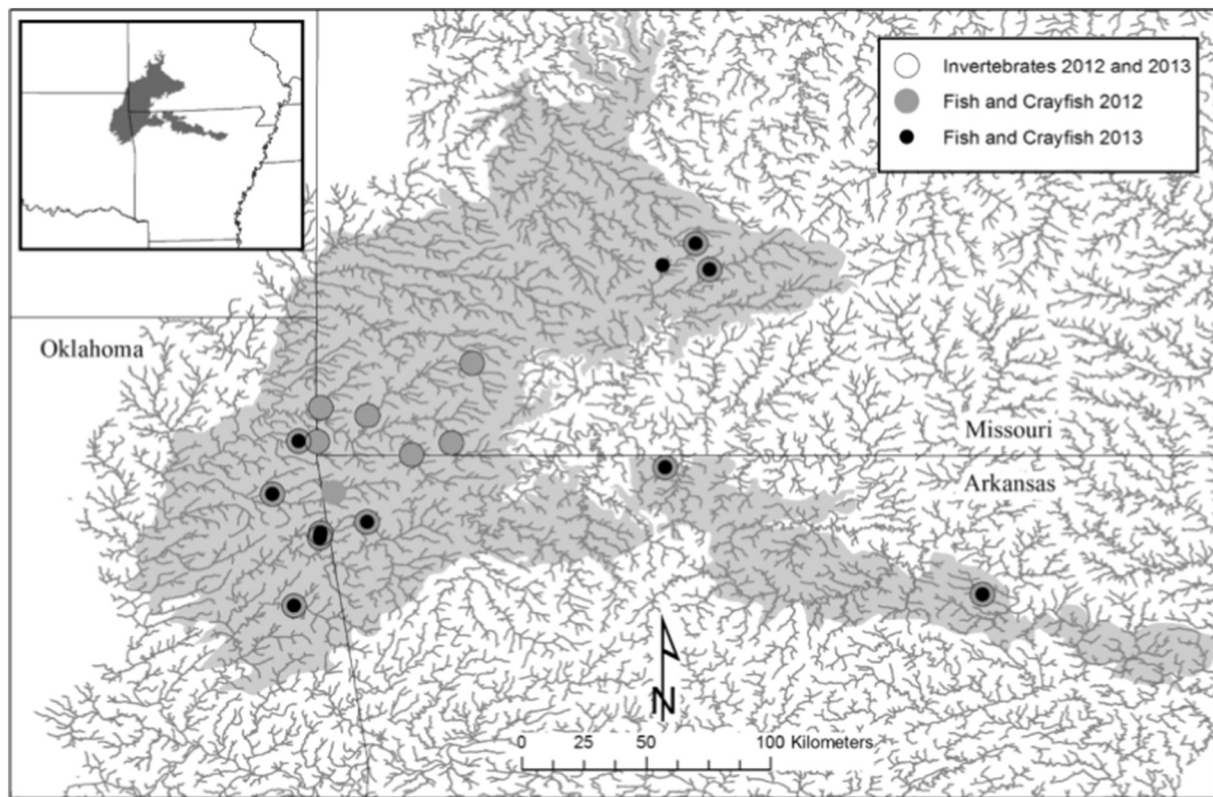 Invertebrates 2012 and 2013
Fish and Crayfish 2012
Fish and Crayfish 2013
Oklahoma
Missouri
Arkansas
N
0 25 50 100 Kilometers